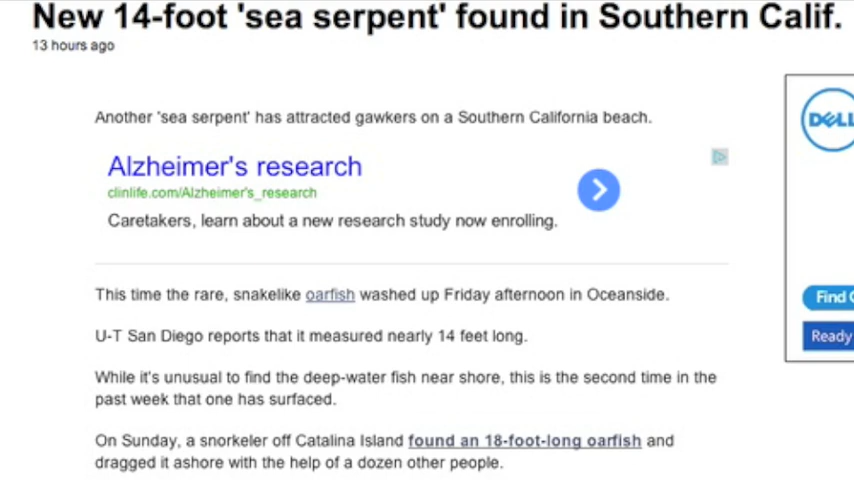 New 14-foot 'sea serpent' found in Southern Calif.
13 hours ago
Another 'sea serpent' has attracted gawkers on a Southern California beach.
Alzheimer's research
clinlife.com/Alzheimer's_research
Caretakers, learn about a new research study now enrolling.
DELL
This time the rare, snakelike oarfish washed up Friday afternoon in Oceanside.
Find
U-T San Diego reports that it measured nearly 14 feet long.
Ready
While it's unusual to find the deep-water fish near shore, this is the second time in the
past week that one has surfaced.
On Sunday, a snorkeler off Catalina Island found an 18-foot-long oarfish and
dragged it ashore with the help of a dozen other people.